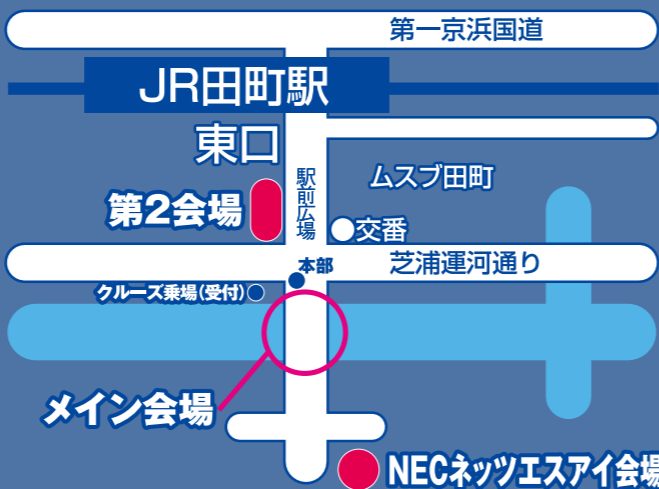 第一京浜国道
JR田町駅
東口
駅前広場
ムスブ田町
第2会場
交番
本部
芝浦運河通り
クルーズ乗場(受付)
メイン会場
NECネッツエスアイ会場